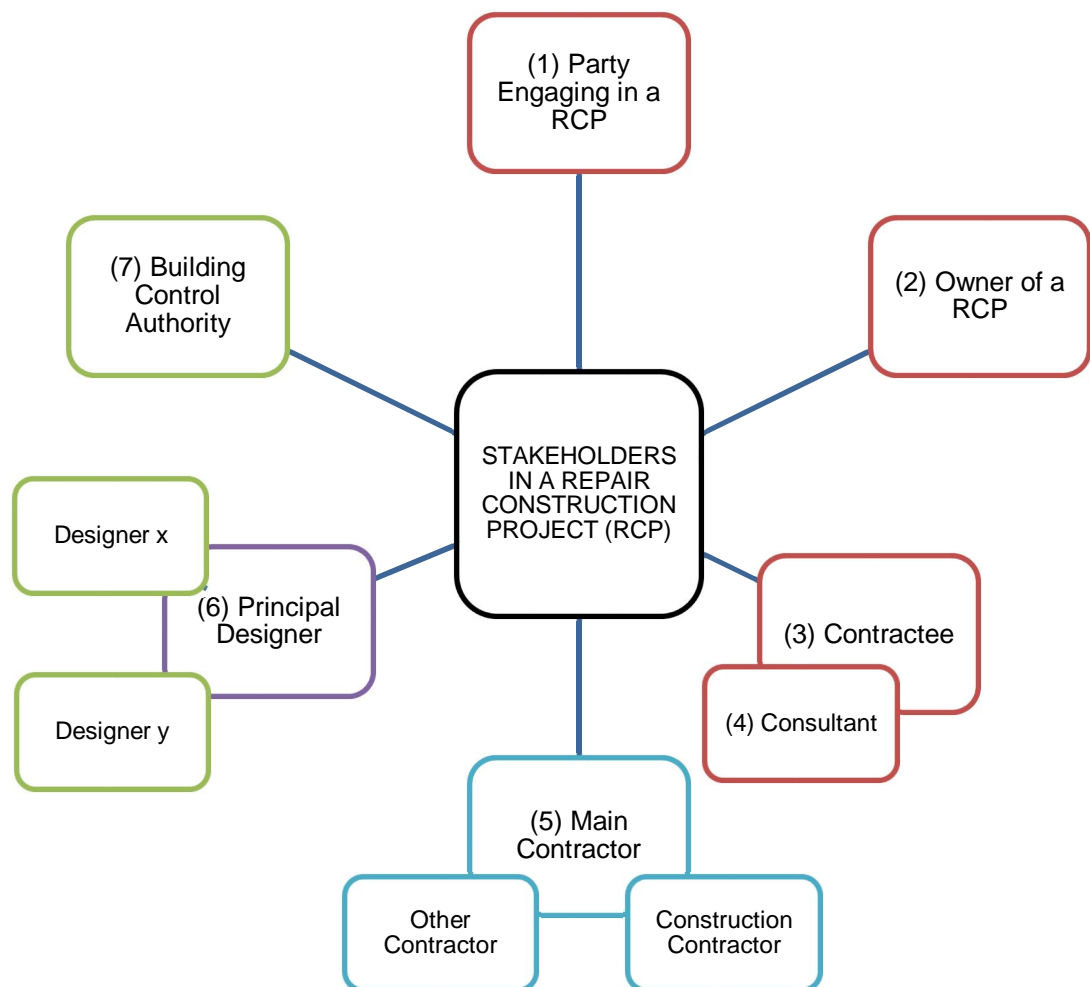 (1) Party
Engaging in a
RCP
(7) Building
Control
Authority
(2) Owner of a
RCP
STAKEHOLDERS
IN A REPAIR
CONSTRUCTION
PROJECT (RCP)
Designer x
(6) Principal
Designer
Designer y
(3) Contractee
(4) Consultant
(5) Main
Contractor
Other
Contractor
Construction
Contractor